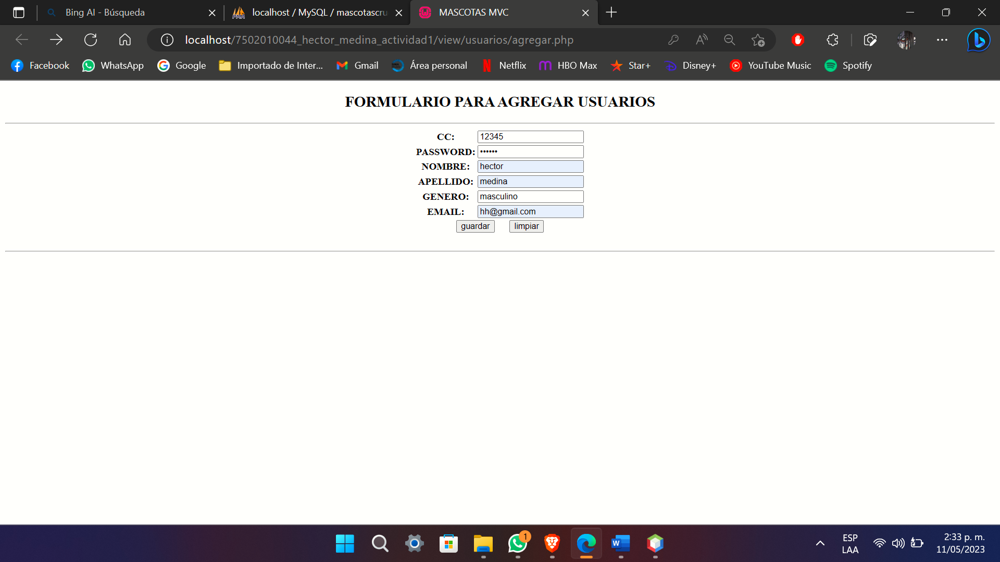 Bing AI - Búsqueda
localhost / MySQL / mascotascru
MASCOTAS MVC
localhost/7502010044_hector_medina_actividad1/view/usuarios/agregar.php
Facebook
WhatsApp
Google
Importado de Inter...
Gmail
Área personal
Netflix
HBO Max
Star+
Disney+
YouTube Music
Spotify
FORMULARIO PARA AGREGAR USUARIOS
CC: 12345
PASSWORD: ••••••
NOMBRE: hector
APELLIDO: medina
GENERO: masculino
EMAIL: hh@gmail.com
guardar limpiar
1
ESP
LAA
2:33 p. m.
11/05/2023